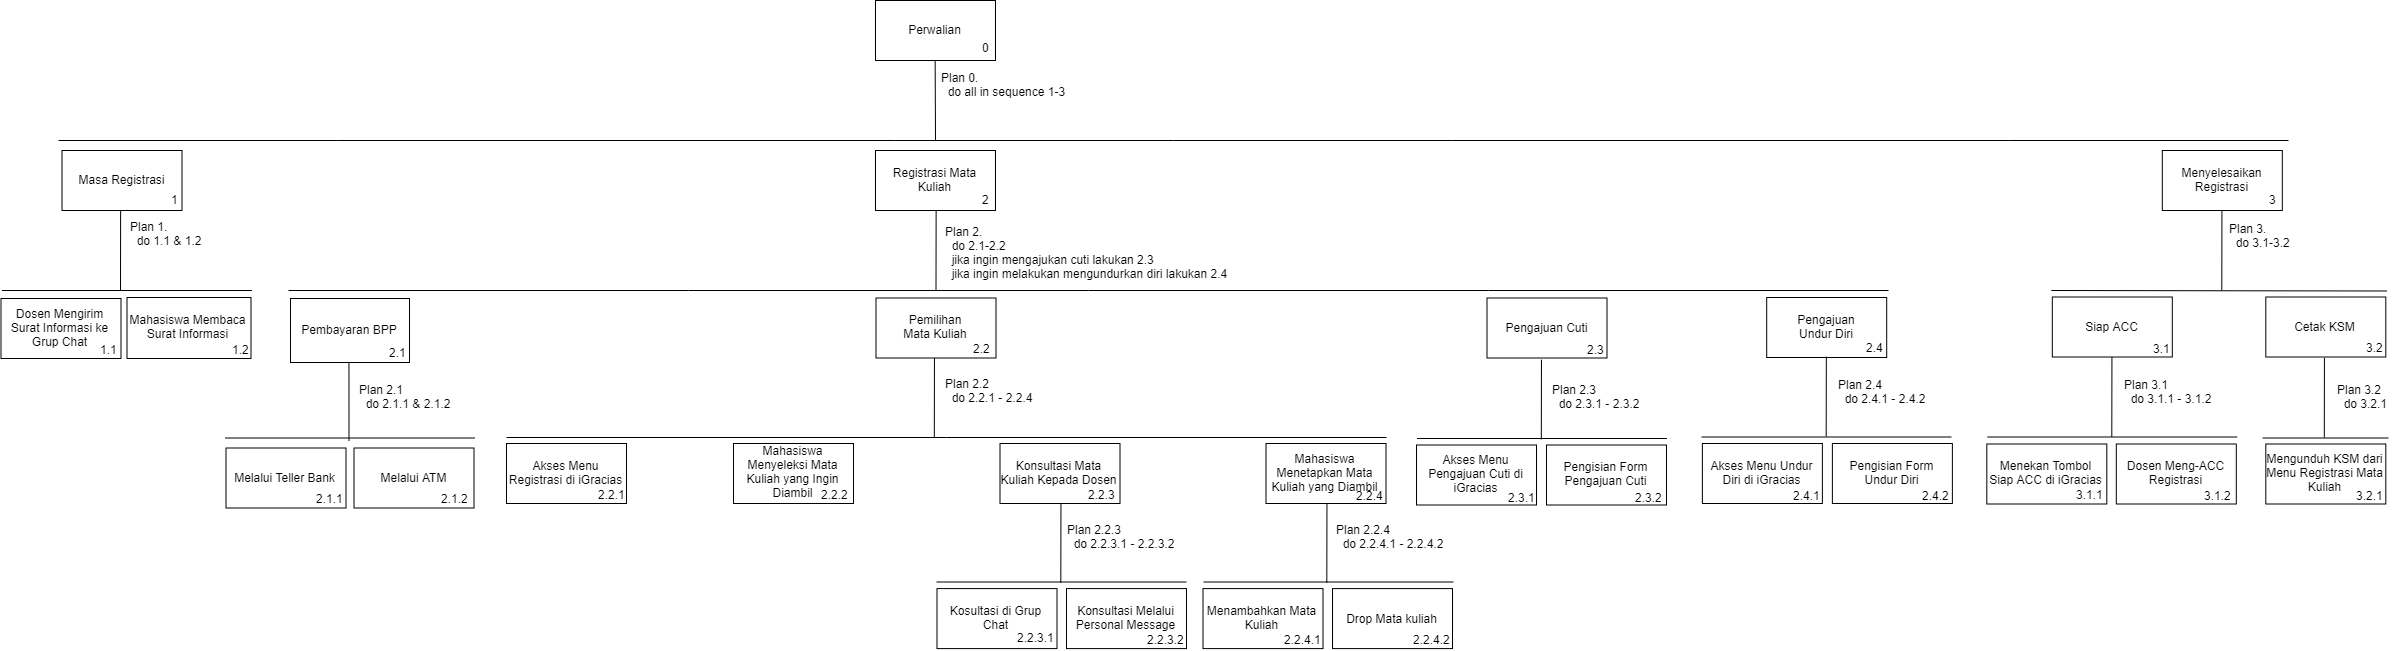 Perwalian
0
Plan 0.
do all in sequence 1-3
Masa Registrasi
1
Registrasi Mata
Kuliah
2
Menyelesaikan
Registrasi
3
Plan 1.
do 1.1 & 1.2
Plan 2.
do 2.1-2.2
jika ingin mengajukan cuti lakukan 2.3
jika ingin melakukan mengundurkan diri lakukan 2.4
Plan 3.
do 3.1-3.2
Dosen Mengirim
Surat Informasi ke
Grup Chat
1.1
Mahasiswa Membaca
Surat Informasi
1.2
Pembayaran BPP
2.1
Pemilihan
Mata Kuliah
2.2
Pengajuan Cuti
2.3
Pengajuan
Undur Diri
2.4
Siap ACC
3.1
Cetak KSM
3.2
Plan 2.1
do 2.1.1 & 2.1.2
Plan 2.2
do 2.2.1 - 2.2.4
Plan 2.3
do 2.3.1 - 2.3.2
Plan 2.4
do 2.4.1 - 2.4.2
Plan 3.1
do 3.1.1 - 3.1.2
Plan 3.2
do 3.2.1
Melalui Teller Bank
2.1.1
Melalui ATM
2.1.2
Akses Menu
Registrasi di iGracias
2.2.1
Mahasiswa
Menyeleksi Mata
Kuliah yang Ingin
Diambil
2.2.2
Konsultasi Mata
Kuliah Kepada Dosen
2.2.3
Mahasiswa
Menetapkan Mata
Kuliah yang Diambil
2.2.4
Akses Menu
Pengajuan Cuti di
iGracias
2.3.1
Pengisian Form
Pengajuan Cuti
2.3.2
Akses Menu Undur
Diri di iGracias
2.4.1
Pengisian Form
Undur Diri
2.4.2
Menekan Tombol
Siap ACC di iGracias
3.1.1
Dosen Meng-ACC
Registrasi
3.1.2
Mengunduh KSM dari
Menu Registrasi Mata
Kuliah
3.2.1
Plan 2.2.3
do 2.2.3.1 - 2.2.3.2
Plan 2.2.4
do 2.2.4.1 - 2.2.4.2
Kosultasi di Grup
Chat
2.2.3.1
Konsultasi Melalui
Personal Message
2.2.3.2
Menambahkan Mata
Kuliah
2.2.4.1
Drop Mata kuliah
2.2.4.2